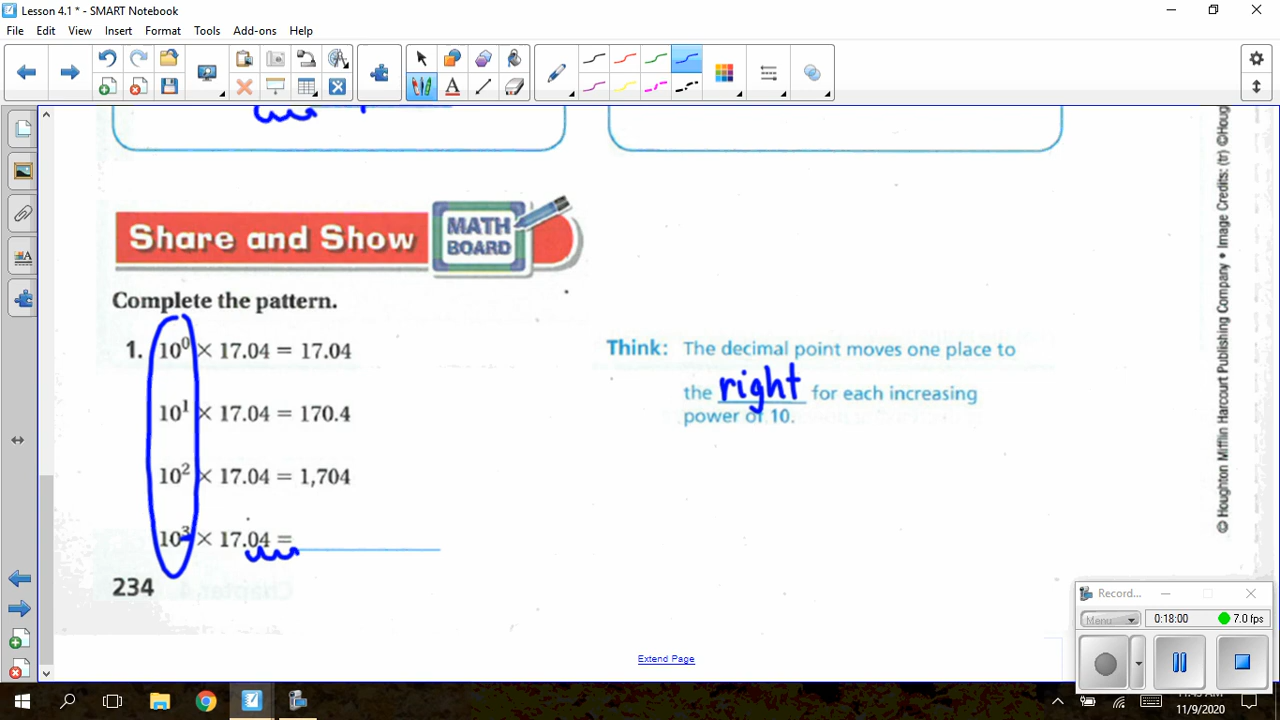 Lesson 4.1 * - SMART Notebook
File Edit View Insert Format Tools Add-ons Help
Share and Show
MATH
BOARD
Complete the pattern.
1. 10⁰ × 17.04 = 17.04
10¹ × 17.04 = 170.4
10² × 17.04 = 1,704
10³ × 17.04 =
234
Think: The decimal point moves one place to
the right for each increasing
power of 10.
© Houghton Mifflin Harcourt Publishing Company • Image Credits: (tr) ©Houg
Extend Page
Record...
Menu 0:18:00 7.0 fps
11:43 AM
11/9/2020